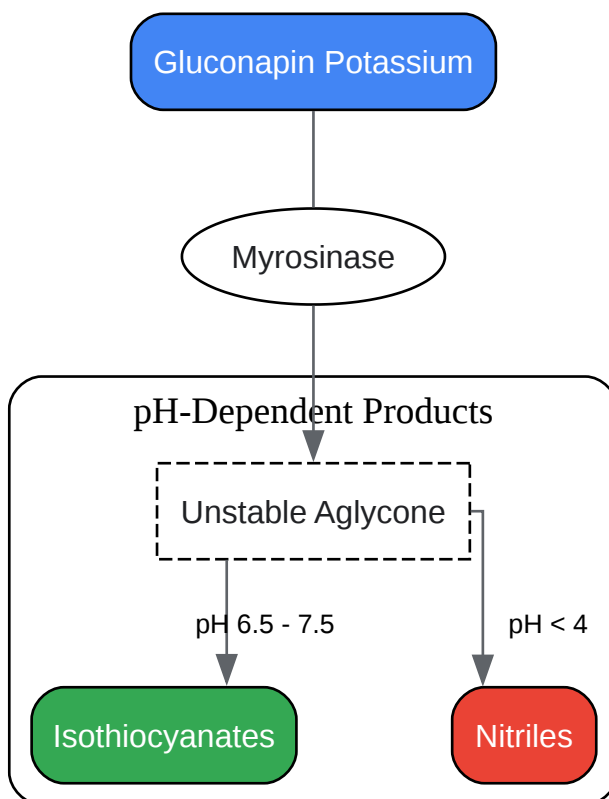 Gluconapin Potassium
Myrosinase
pH-Dependent Products
Unstable Aglycone
pH 6.5 - 7.5
pH < 4
Isothiocyanates
Nitriles